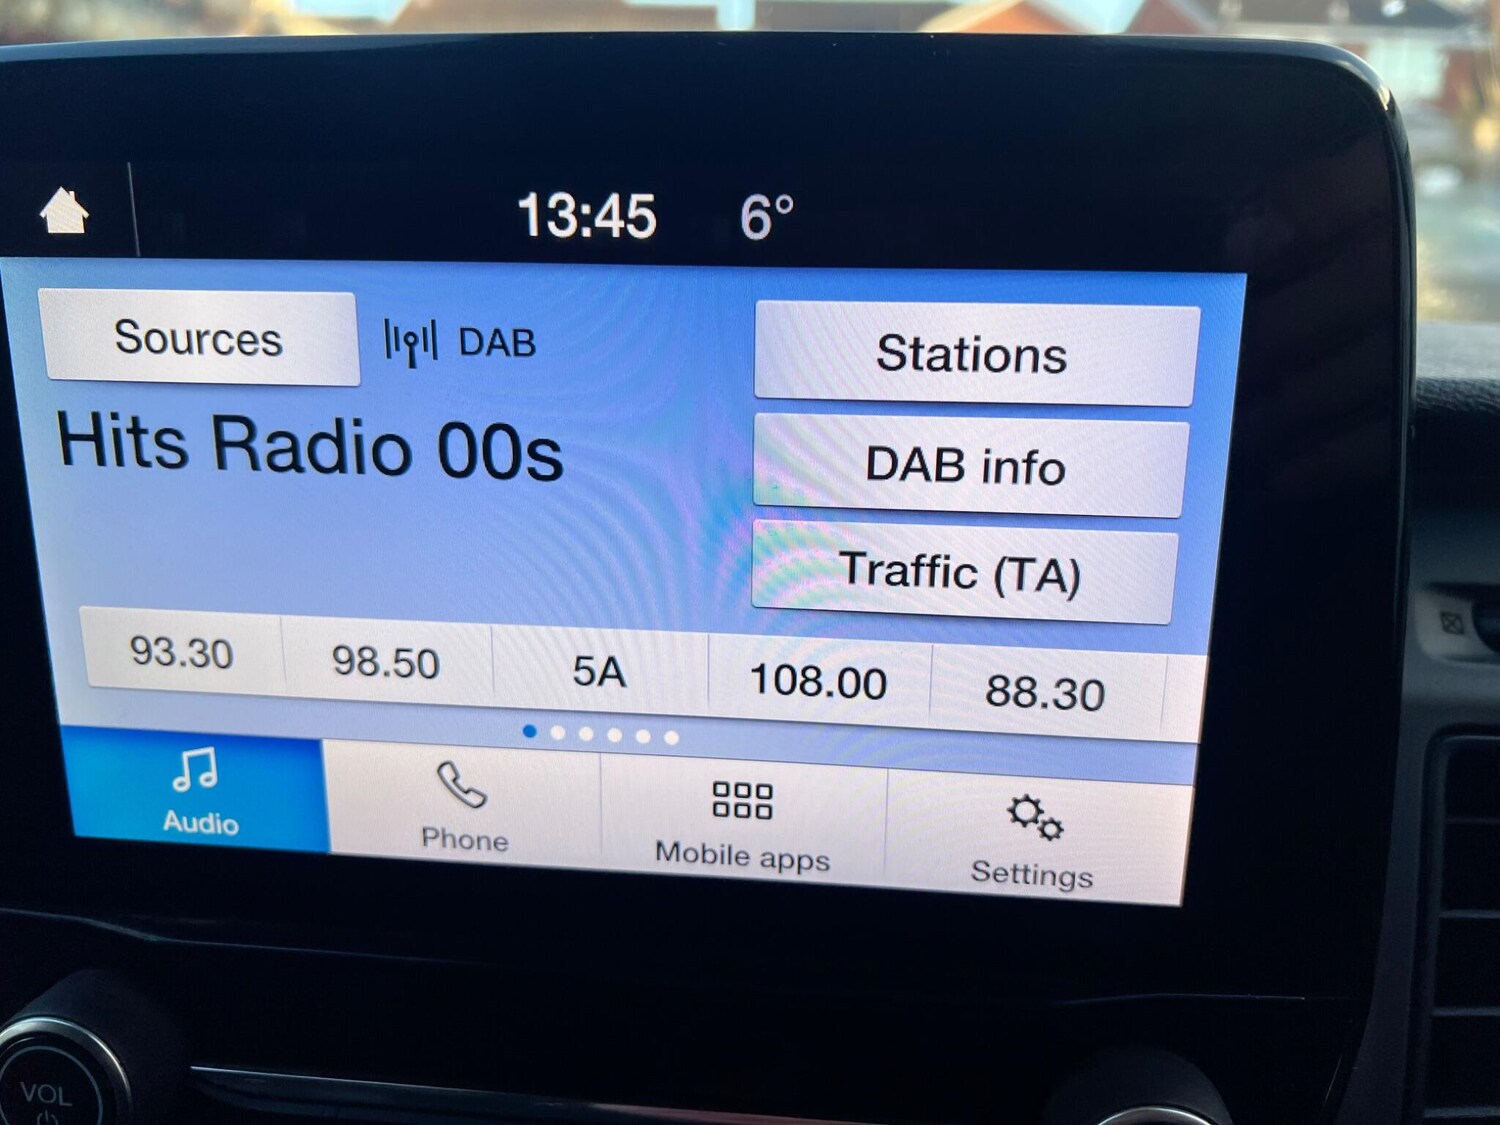 13:45 6°
Sources DAB
Stations
Hits Radio 00s
DAB info
Traffic (TA)
93.30 98.50 5A 108.00 88.30
Audio Phone Mobile apps Settings
VOL